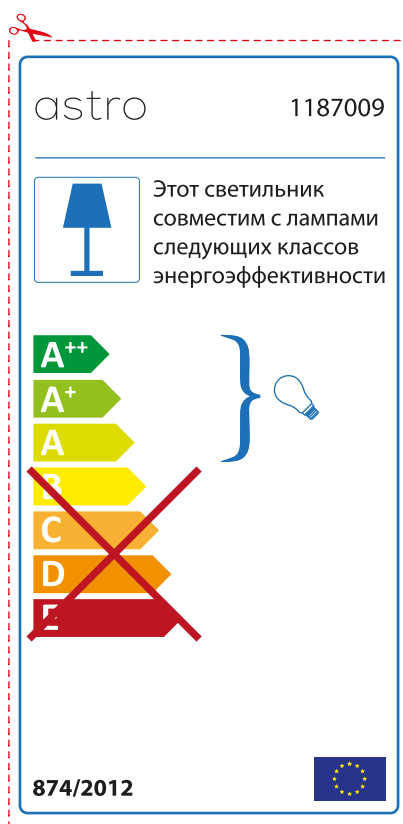 astro
1187009
Этот светильник
совместим с лампами
следующих классов
энергоэффективности
A++
A+
A
B
C
D
E
874/2012